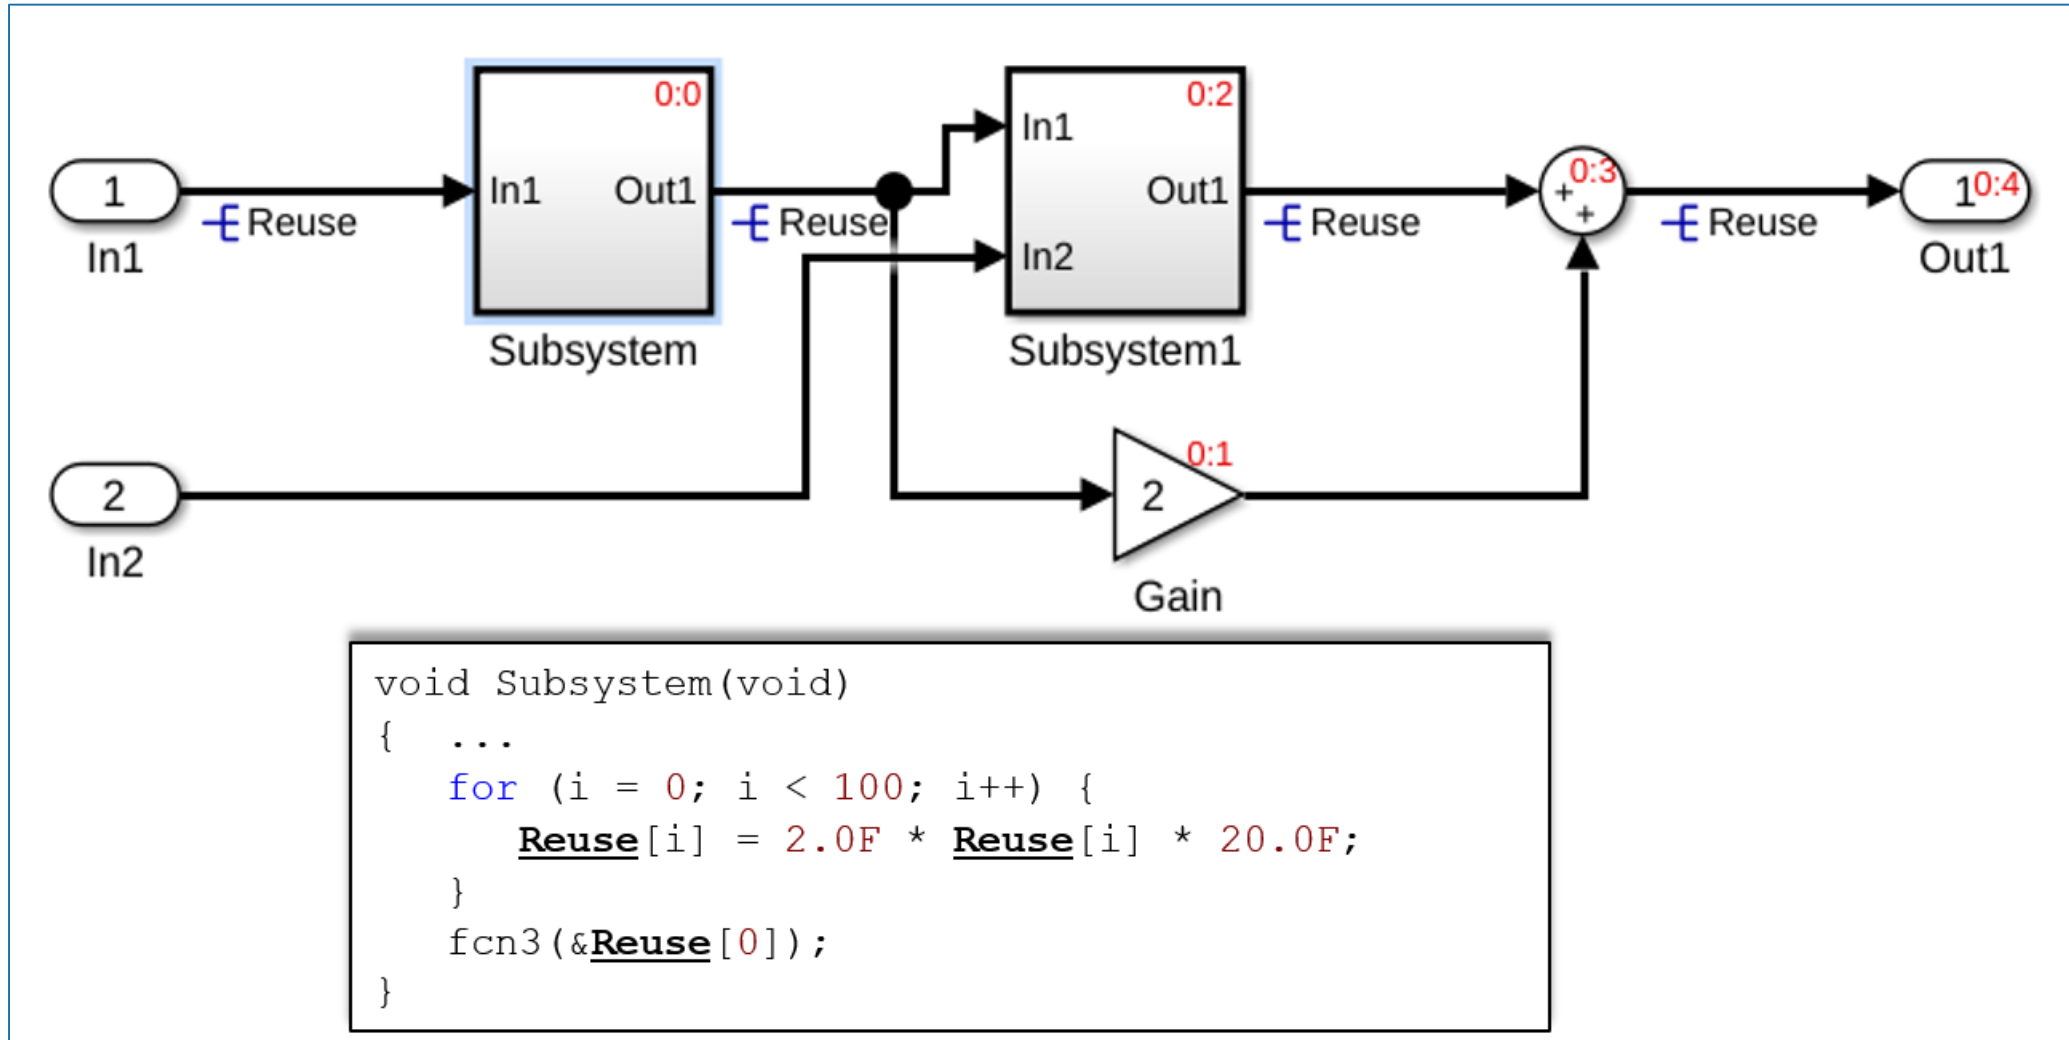 0:0
0:2
In1
1
In1
Out1
Out1
0:3
+
+
1
0:4
Reuse
Reuse
Reuse
Reuse
In1
In2
Out1
Subsystem
Subsystem1
0:1
2
2
In2
Gain
void Subsystem(void)
{ ...
for (i = 0; i < 100; i++) {
Reuse[i] = 2.0F * Reuse[i] * 20.0F;
}
fcn3(&Reuse[0]);
}